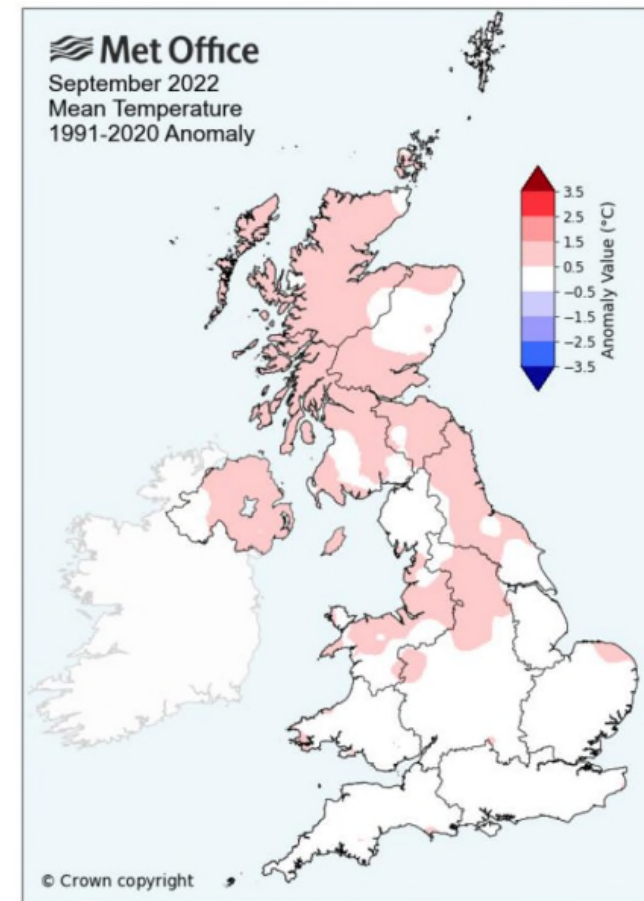 Met Office
September 2022
Mean Temperature
1991-2020 Anomaly
3.5
2.5
1.5
0.5
−0.5
−1.5
−2.5
−3.5
Anomaly Value (°C)
© Crown copyright